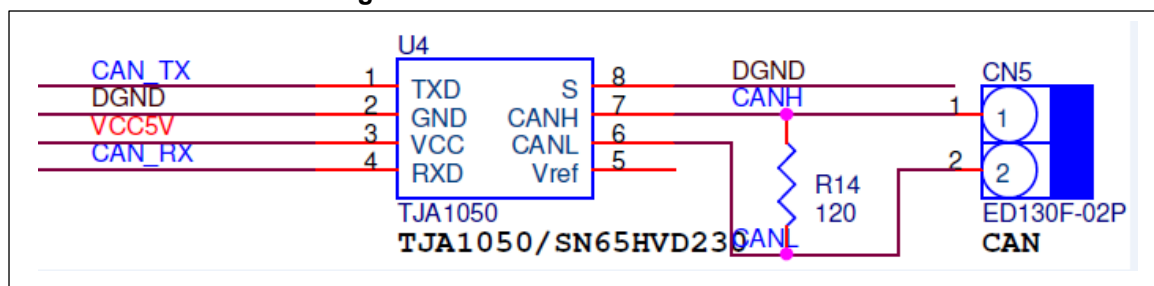 U4
CAN_TX 1 TXD S 8 DGND CN5
DGND 2 GND CANH 7 CANH 1 1
VCC5V 3 VCC CANL 6
CAN_RX 4 RXD Vref 5 2 2
R14
120
TJA1050 ED130F-02P
TJA1050/SN65HVD230 CANL CAN